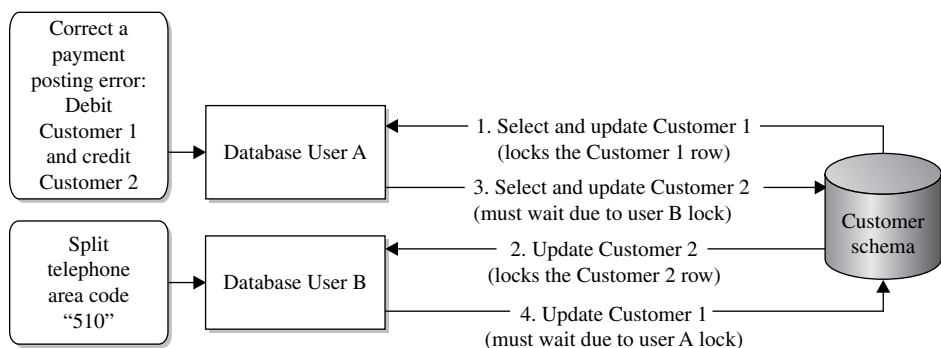 Correct a
payment
posting error:
Debit
Customer 1
and credit
Customer 2
Database User A
1. Select and update Customer 1
(locks the Customer 1 row)
3. Select and update Customer 2
(must wait due to user B lock)
Customer
schema
Split
telephone
area code
“510”
Database User B
2. Update Customer 2
(locks the Customer 2 row)
4. Update Customer 1
(must wait due to user A lock)